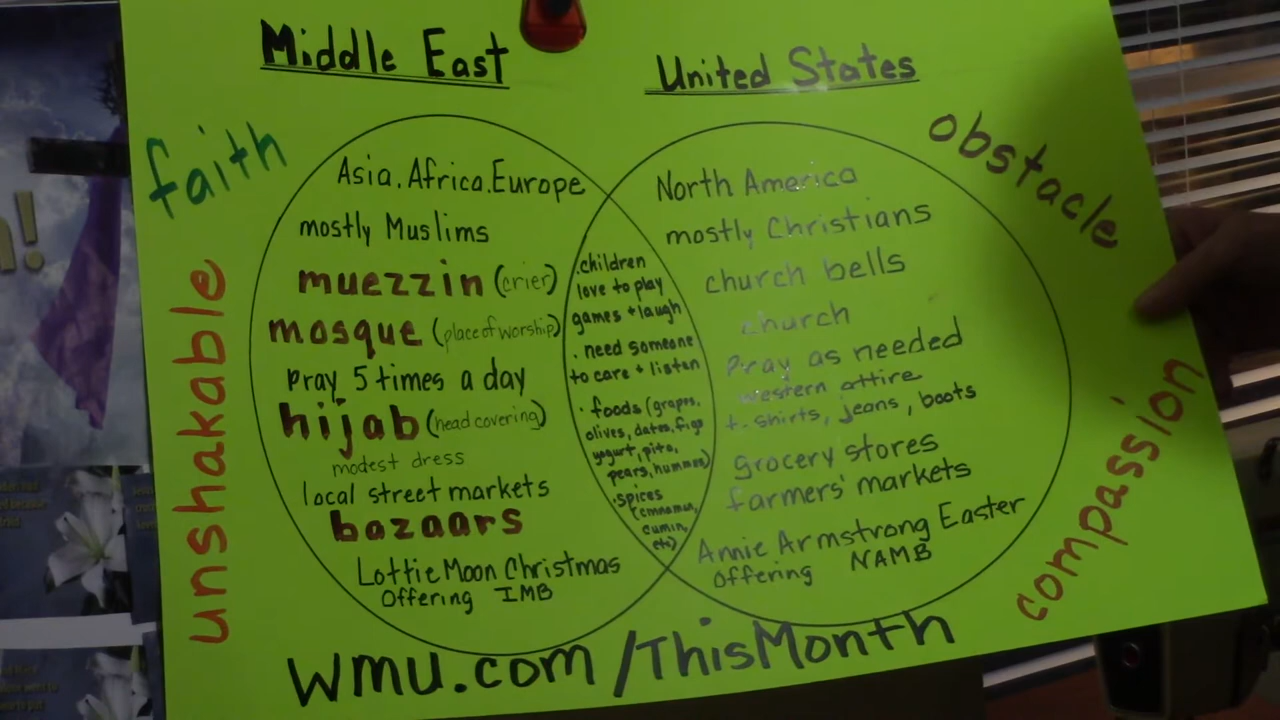 Middle East
United States
faith
unshakable
obstacle
compassion
Asia, Africa, Europe
mostly Muslims
muezzin (crier)
mosque (place of worship)
pray 5 times a day
hijab (head covering)
modest dress
local street markets
bazaars
Lottie Moon Christmas
Offering IMB
. children
love to play
games + laugh
. need someone
to care + listen
. foods (grapes,
olives, dates, figs
yogurt, pita,
pears, hummus)
. spices
(cinnamon,
cumin,
etc)
North America
mostly Christians
church bells
church
Pray as needed
western attire
t-shirts, jeans, boots
grocery stores
farmers' markets
Annie Armstrong Easter
Offering NAMB
wmu.com/ThisMonth